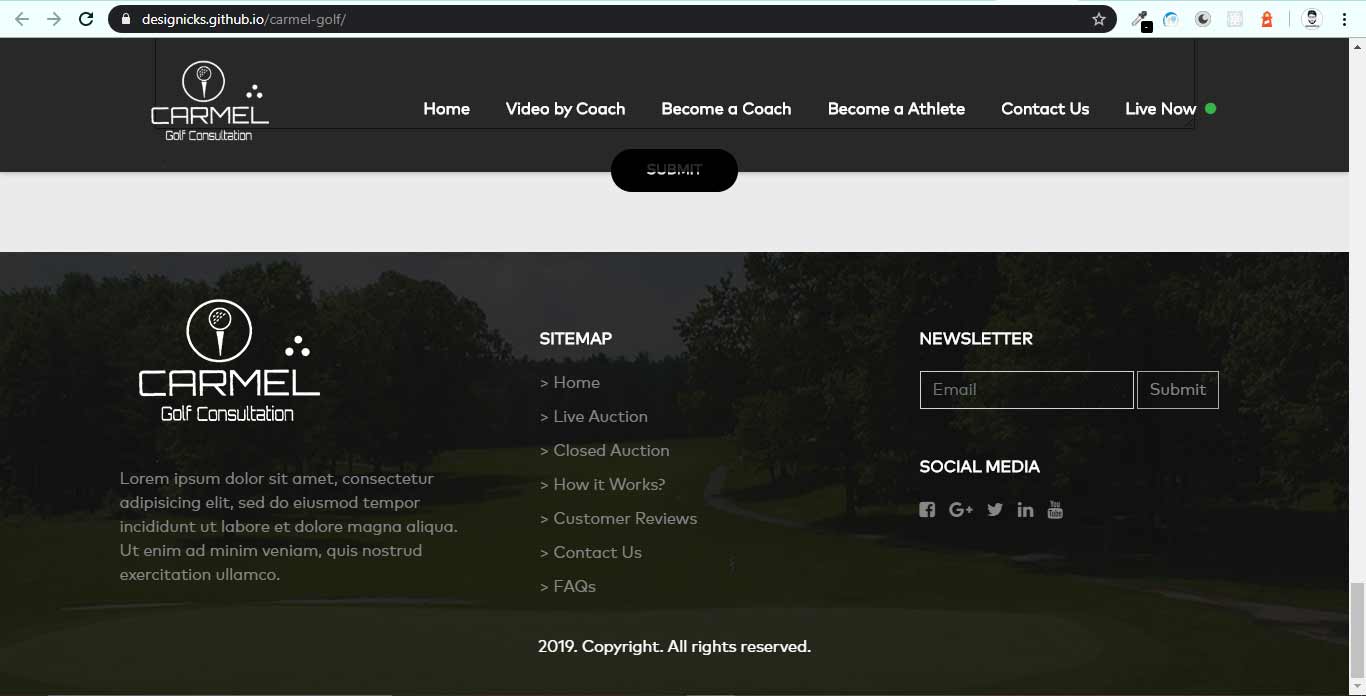 designicks.github.io/carmel-golf/
CARMEL
Golf Consultation
Home
Video by Coach
Become a Coach
Become a Athlete
Contact Us
Live Now
SUBMIT
CARMEL
Golf Consultation
Lorem ipsum dolor sit amet, consectetur
adipisicing elit, sed do eiusmod tempor
incididunt ut labore et dolore magna aliqua.
Ut enim ad minim veniam, quis nostrud
exercitation ullamco.
SITEMAP
> Home
> Live Auction
> Closed Auction
> How it Works?
> Customer Reviews
> Contact Us
> FAQs
NEWSLETTER
Email
Submit
SOCIAL MEDIA
G+
in
You
Tube
2019. Copyright. All rights reserved.